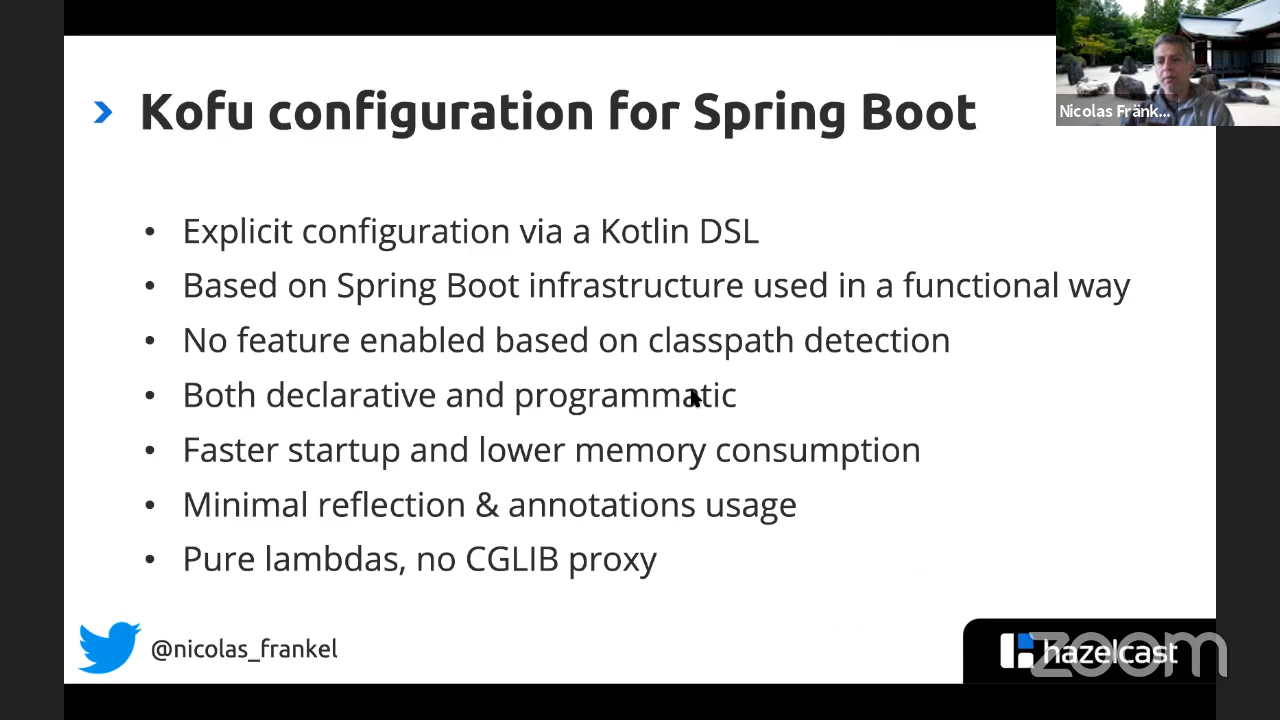 Kofu configuration for Spring Boot
Nicolas Fränk...
• Explicit configuration via a Kotlin DSL
• Based on Spring Boot infrastructure used in a functional way
• No feature enabled based on classpath detection
• Both declarative and programmatic
• Faster startup and lower memory consumption
• Minimal reflection & annotations usage
• Pure lambdas, no CGLIB proxy
@nicolas_frankel
hazelcast
zoom